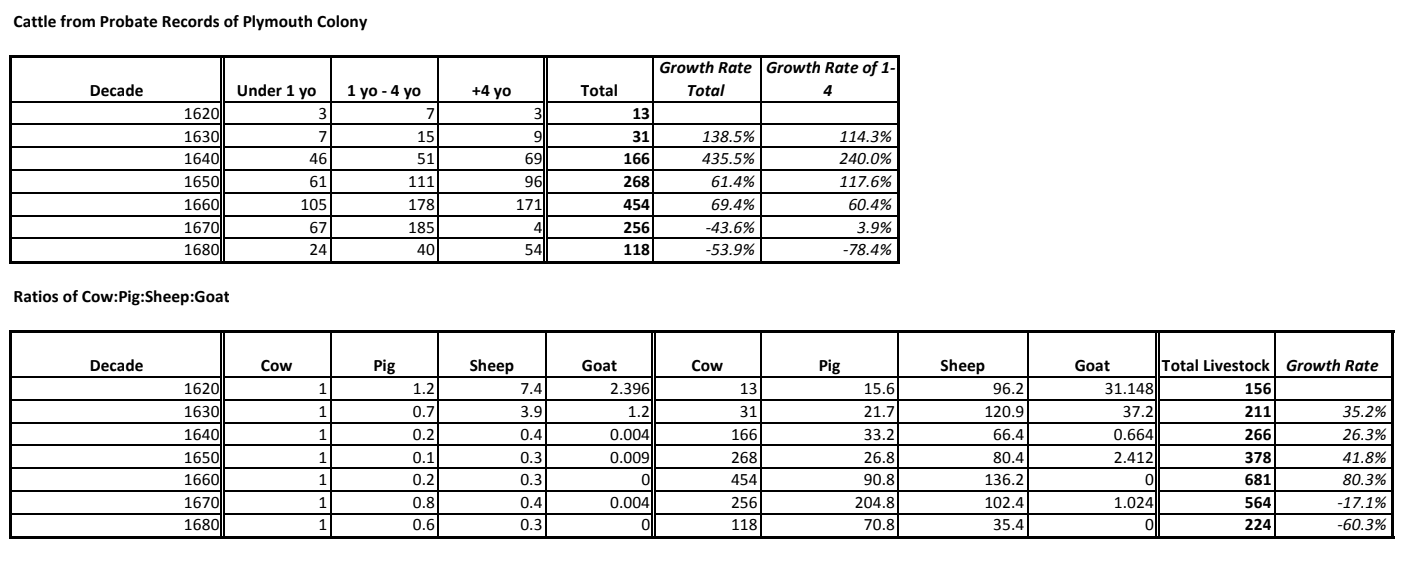 Cattle from Probate Records of Plymouth Colony
Growth Rate Growth Rate of 1-
Decade Under 1 yo 1 yo - 4 yo +4 yo Total Total 4
1620 3 7 3 13
1630 7 15 9 31 138.5% 114.3%
1640 46 51 69 166 435.5% 240.0%
1650 61 111 96 268 61.4% 117.6%
1660 105 178 171 454 69.4% 60.4%
1670 67 185 4 256 -43.6% 3.9%
1680 24 40 54 118 -53.9% -78.4%
Ratios of Cow:Pig:Sheep:Goat
Decade Cow Pig Sheep Goat Cow Pig Sheep Goat Total Livestock Growth Rate
1620 1 1.2 7.4 2.396 13 15.6 96.2 31.148 156
1630 1 0.7 3.9 1.2 31 21.7 120.9 37.2 211 35.2%
1640 1 0.2 0.4 0.004 166 33.2 66.4 0.664 266 26.3%
1650 1 0.1 0.3 0.009 268 26.8 80.4 2.412 378 41.8%
1660 1 0.2 0.3 0 454 90.8 136.2 0 681 80.3%
1670 1 0.8 0.4 0.004 256 204.8 102.4 1.024 564 -17.1%
1680 1 0.6 0.3 0 118 70.8 35.4 0 224 -60.3%